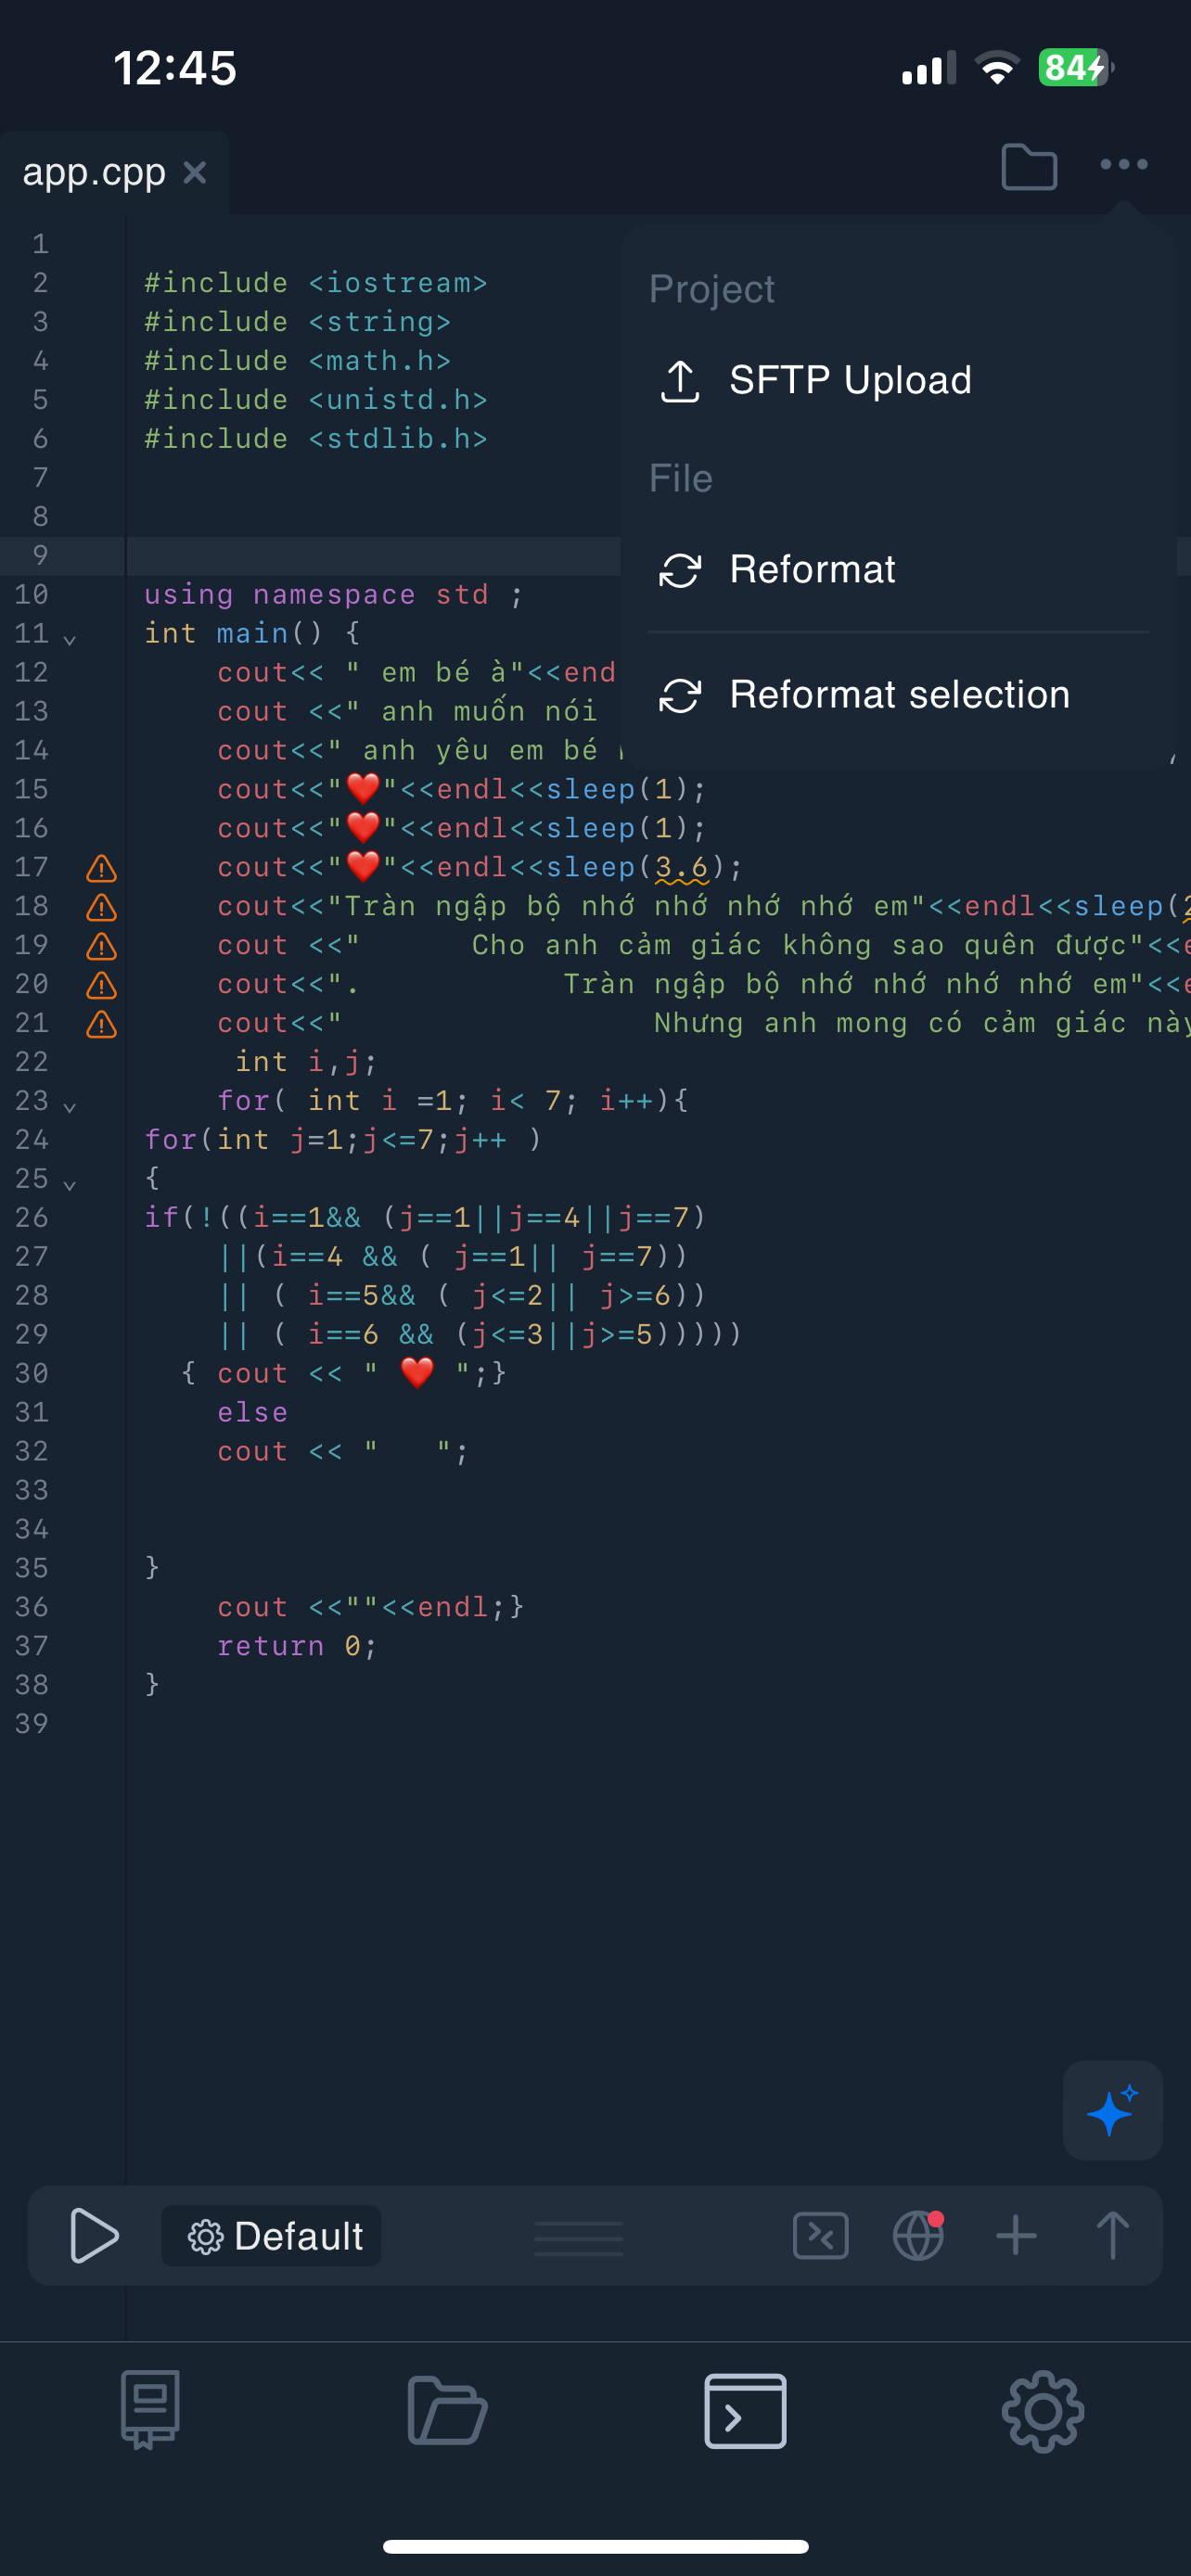 12:45
84
app.cpp
Project
SFTP Upload
File
Reformat
Reformat selection
1
2 #include <iostream>
3 #include <string>
4 #include <math.h>
5 #include <unistd.h>
6 #include <stdlib.h>
7
8
9
10 using namespace std ;
11 int main() {
12 cout<< " em bé à"<<end
13 cout <<" anh muốn nói
14 cout<<" anh yêu em bé
15 cout<<"❤️"<<endl<<sleep(1);
16 cout<<"❤️"<<endl<<sleep(1);
17 cout<<"❤️"<<endl<<sleep(3.6);
18 cout<<"Tràn ngập bộ nhớ nhớ nhớ nhớ em"<<endl<<sleep(
19 cout <<" Cho anh cảm giác không sao quên được"<<
20 cout<<". Tràn ngập bộ nhớ nhớ nhớ nhớ em"<<
21 cout<<" Nhưng anh mong có cảm giác này
22 int i,j;
23 for( int i =1; i< 7; i++){
24 for(int j=1;j<=7;j++ )
25 {
26 if(!((i==1&& (j==1||j==4||j==7)
27 ||(i==4 && ( j==1|| j==7))
28 || ( i==5&& ( j<=2|| j>=6))
29 || ( i==6 && (j<=3||j>=5)))))
30 { cout << " ❤️ ";}
31 else
32 cout << "   ";
33
34
35 }
36 cout <<""<<endl;}
37 return 0;
38 }
39
Default